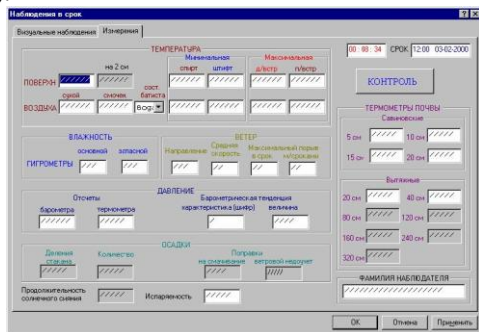 Наблюдения в срок
Визуальные наблюдения Измерения
ТЕМПЕРАТУРА
Минимальная Максимальная
на 2 см спирт штифт д/встр п/встр
ПОВЕРХН ///// ///// ///// ///// ///// /////
сухой смочен. сост. батиста
ВОЗДУХА ///// ///// Вода ///// ///// ///// /////
00:08:34 СРОК 12:00 03-02-2000
КОНТРОЛЬ
ТЕРМОМЕТРЫ ПОЧВЫ
Савиновские
5 см ///// 10 см /////
15 см ///// 20 см /////
Вытяжные
20 см ///// 40 см /////
80 см ///// 120 см /////
160 см ///// 240 см /////
320 см /////
ВЛАЖНОСТЬ
основной запасной
ГИГРОМЕТРЫ /// ///
ВЕТЕР
Направление Средняя скорость Максимальный порыв
в срок м/сроками
/// /// /// ///
ДАВЛЕНИЕ
Отсчеты Барометрическая тенденция
барометра термометра характеристика (шифр) величина
///// ///// / ///
ОСАДКИ
Деления стакана Количество Поправки
на смачивание ветровой недоучет
///// ///// /// /////
Продолжительность солнечного сияния ///// Испаряемость /////
ФАМИЛИЯ НАБЛЮДАТЕЛЯ
////////////////////
OK Отмена Применить